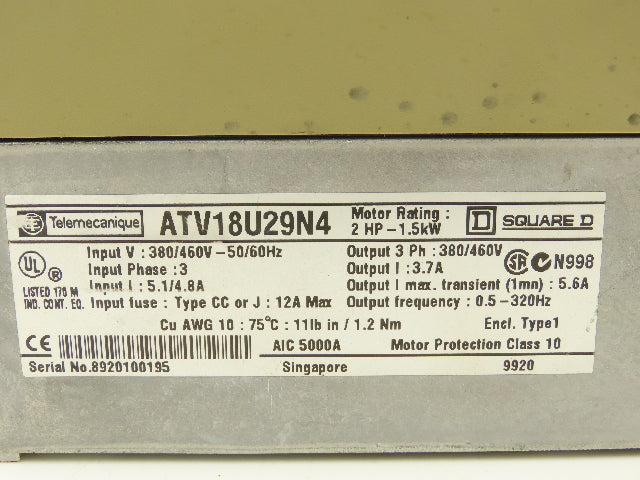 Telemecanique ATV18U29N4 Motor Rating : 2 HP - 1.5kW SQUARE D
Input V : 380/460V - 50/60Hz Output 3 Ph : 380/460V
Input Phase : 3 Output I : 3.7A
N998
UL ®
LISTED 176 M
IND. CONT. EQ.
Input I : 5.1/4.8A Output I max. transient (1mn) : 5.6A
Input fuse : Type CC or J : 12A Max Output frequency : 0.5 - 320Hz
Cu AWG 10 : 75°C : 11lb in / 1.2 Nm Encl. Type1
CE AIC 5000A Motor Protection Class 10
Serial No.8920100195 Singapore 9920